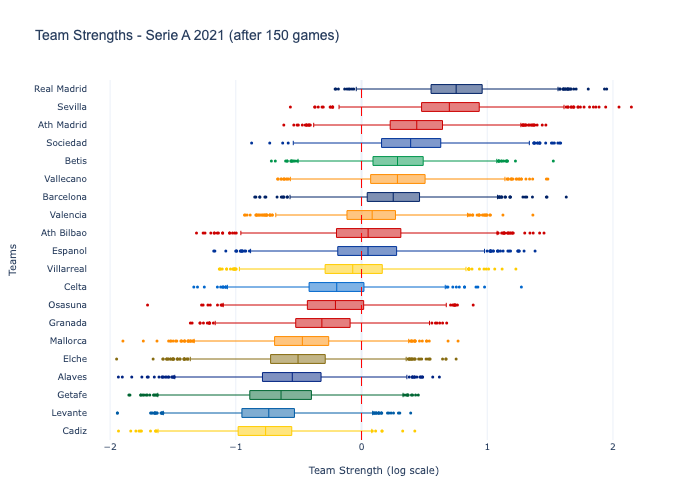 Team Strengths - Serie A 2021 (after 150 games)
Real Madrid
Sevilla
Ath Madrid
Sociedad
Betis
Vallecano
Barcelona
Valencia
Ath Bilbao
Espanol
Villarreal
Celta
Osasuna
Granada
Mallorca
Elche
Alaves
Getafe
Levante
Cadiz
Teams
−2 −1 0 1 2
Team Strength (log scale)